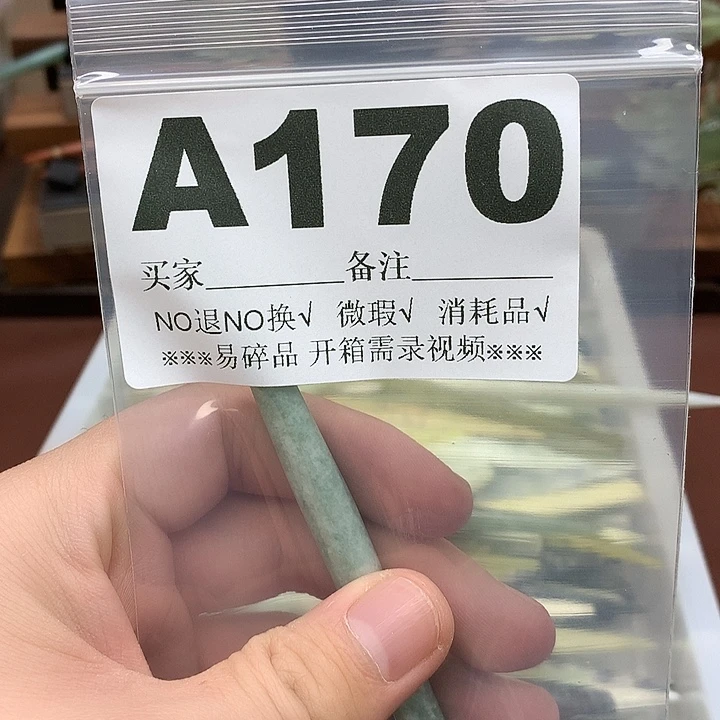 A170
买家________备注________
NO退NO换√ 微瑕√ 消耗品√
※※※易碎品 开箱需录视频※※※